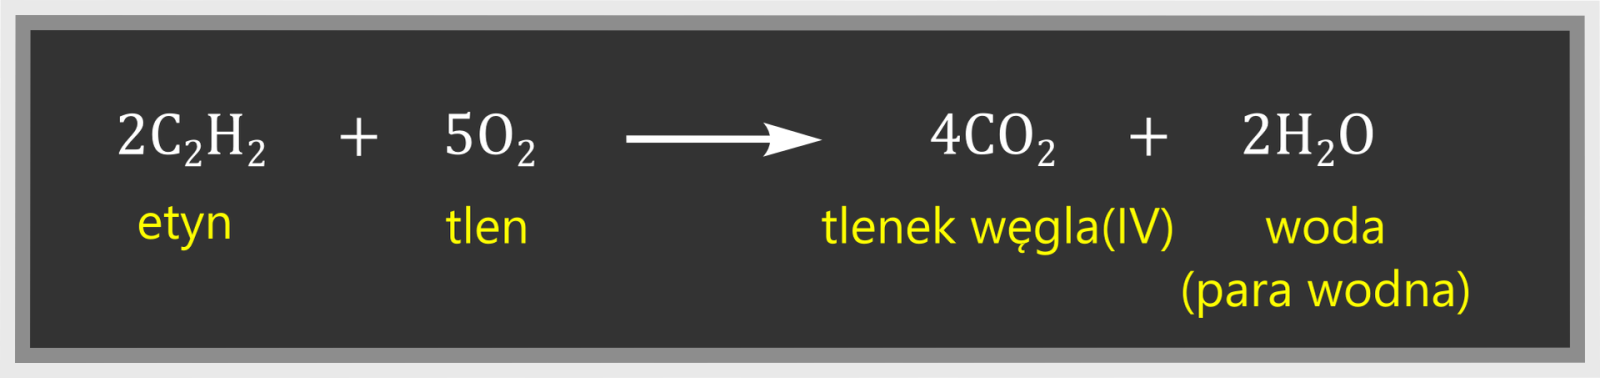 2C₂H₂ + 5O₂ ⟶ 4CO₂ + 2H₂O
etyn tlen tlenek węgla(IV) woda
(para wodna)